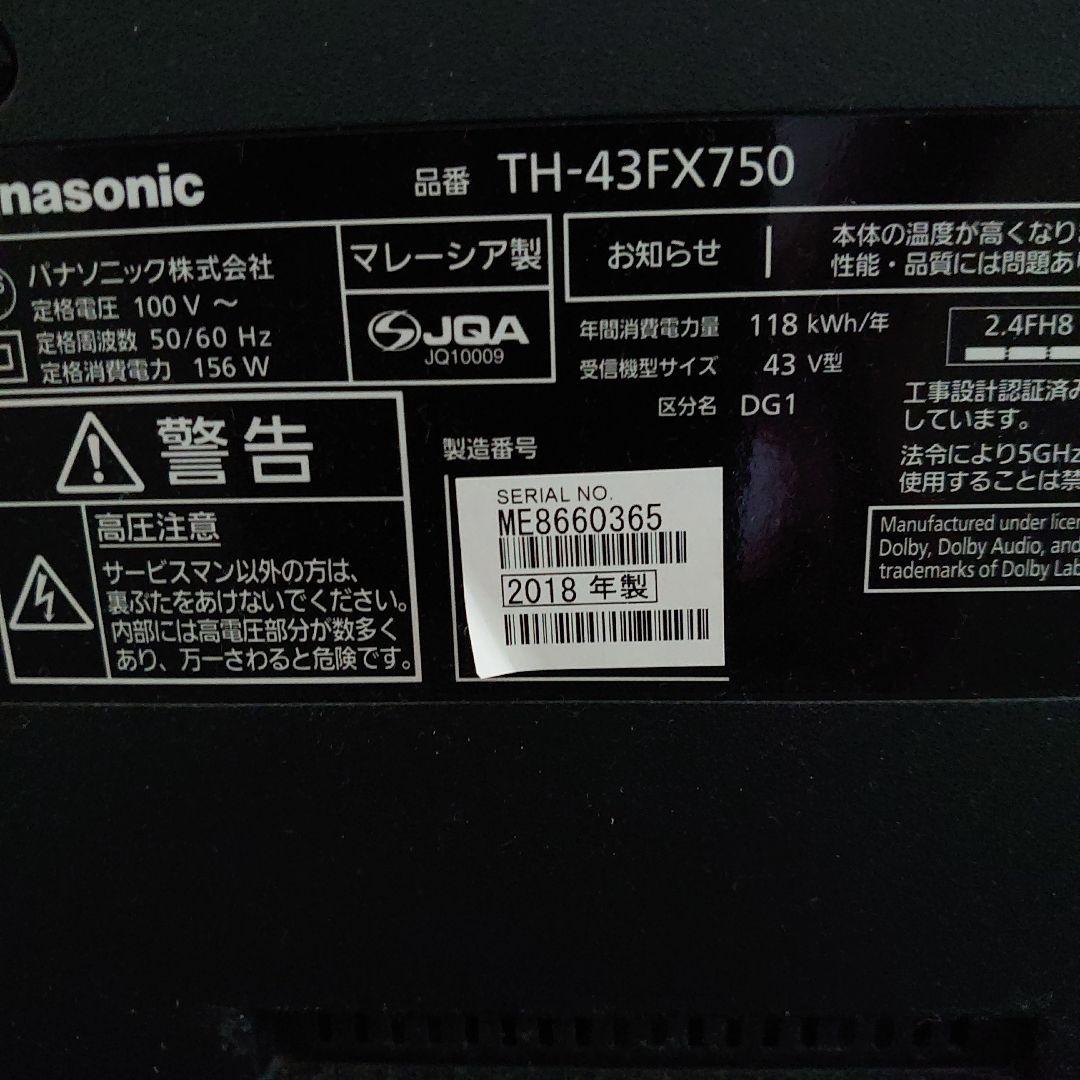 nasonic
品番 TH-43FX750
パナソニック株式会社
定格電圧 100 V ～
定格周波数 50/60 Hz
定格消費電力 156 W
マレーシア製
JQA
JQ10009
お知らせ
本体の温度が高くなり
性能・品質には問題あ
年間消費電力量 118 kWh/年
受信機型サイズ 43 V型
区分名 DG1
2.4FH8
工事設計認証済み
しています。
法令により5GHz
使用することは禁
警告
高圧注意
サービスマン以外の方は、
裏ぶたをあけないでください。
内部には高電圧部分が数多く
あり、万一さわると危険です。
製造番号
SERIAL NO.
ME8660365
2018 年製
Manufactured under licen
Dolby, Dolby Audio, and
trademarks of Dolby Lab